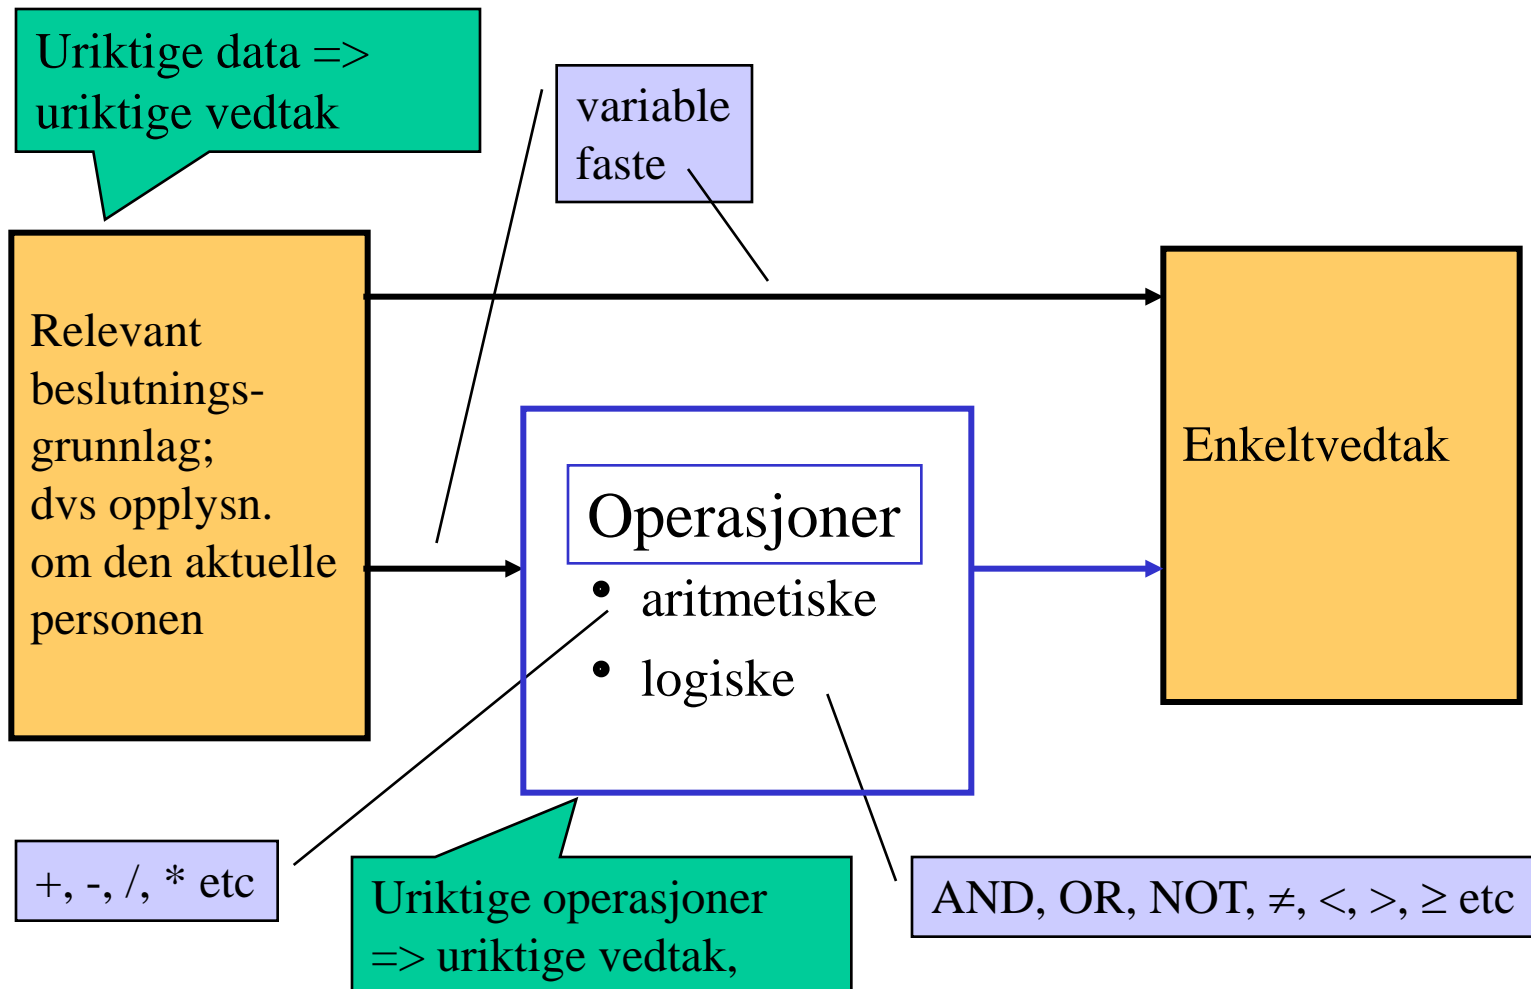 Uriktige data =>
uriktige vedtak
variable
faste
Relevant
beslutnings-
grunnlag;
dvs opplysn.
om den aktuelle
personen
Operasjoner
• aritmetiske
• logiske
Enkeltvedtak
+, -, /, * etc
Uriktige operasjoner
=> uriktige vedtak,
AND, OR, NOT, ≠, <, >, ≥ etc